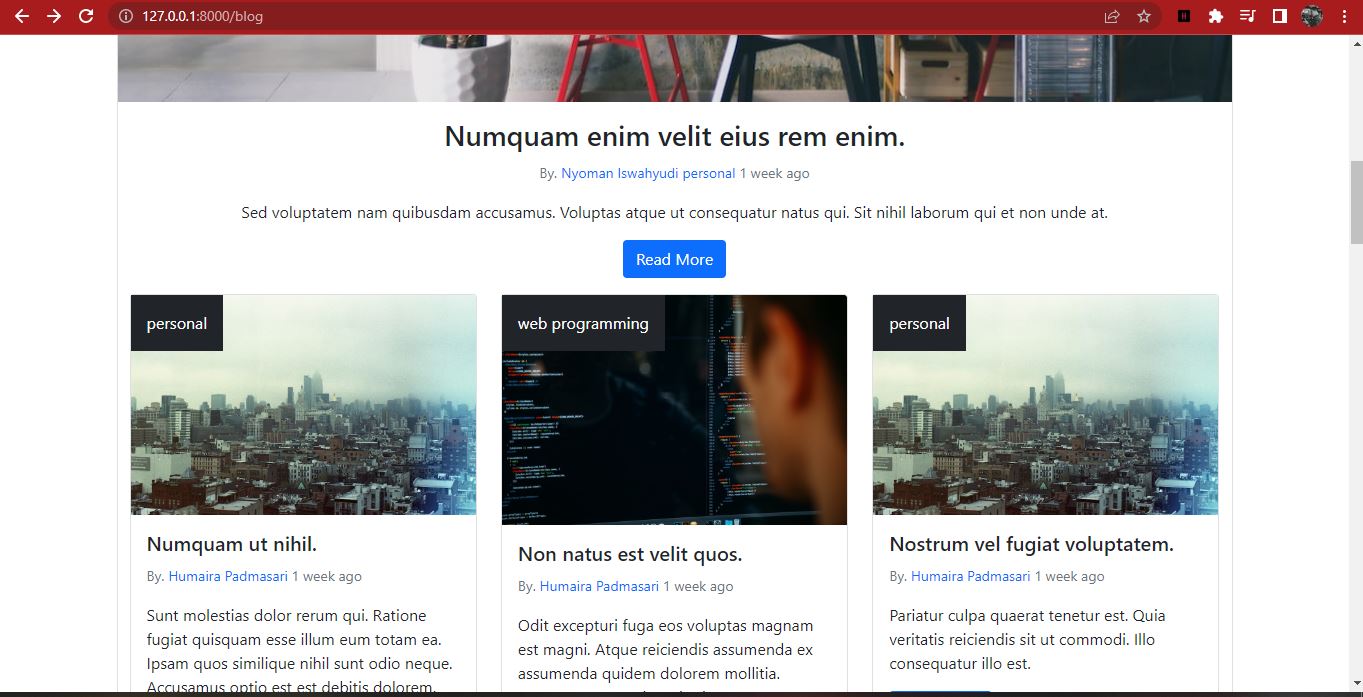 127.0.0.1:8000/blog
Numquam enim velit eius rem enim.
By. Nyoman Iswahyudi personal 1 week ago
Sed voluptatem nam quibusdam accusamus. Voluptas atque ut consequatur natus qui. Sit nihil laborum qui et non unde at.
Read More
personal
Numquam ut nihil.
By. Humaira Padmasari 1 week ago
Sunt molestias dolor rerum qui. Ratione
fugiat quisquam esse illum eum totam ea.
Ipsam quos similique nihil sunt odio neque.
Accusamus optio est est debitis dolorem.
web programming
Non natus est velit quos.
By. Humaira Padmasari 1 week ago
Odit excepturi fuga eos voluptas magnam
est magni. Atque reiciendis assumenda ex
assumenda quidem dolorem mollitia.
personal
Nostrum vel fugiat voluptatem.
By. Humaira Padmasari 1 week ago
Pariatur culpa quaerat tenetur est. Quia
veritatis reiciendis sit ut commodi. Illo
consequatur illo est.